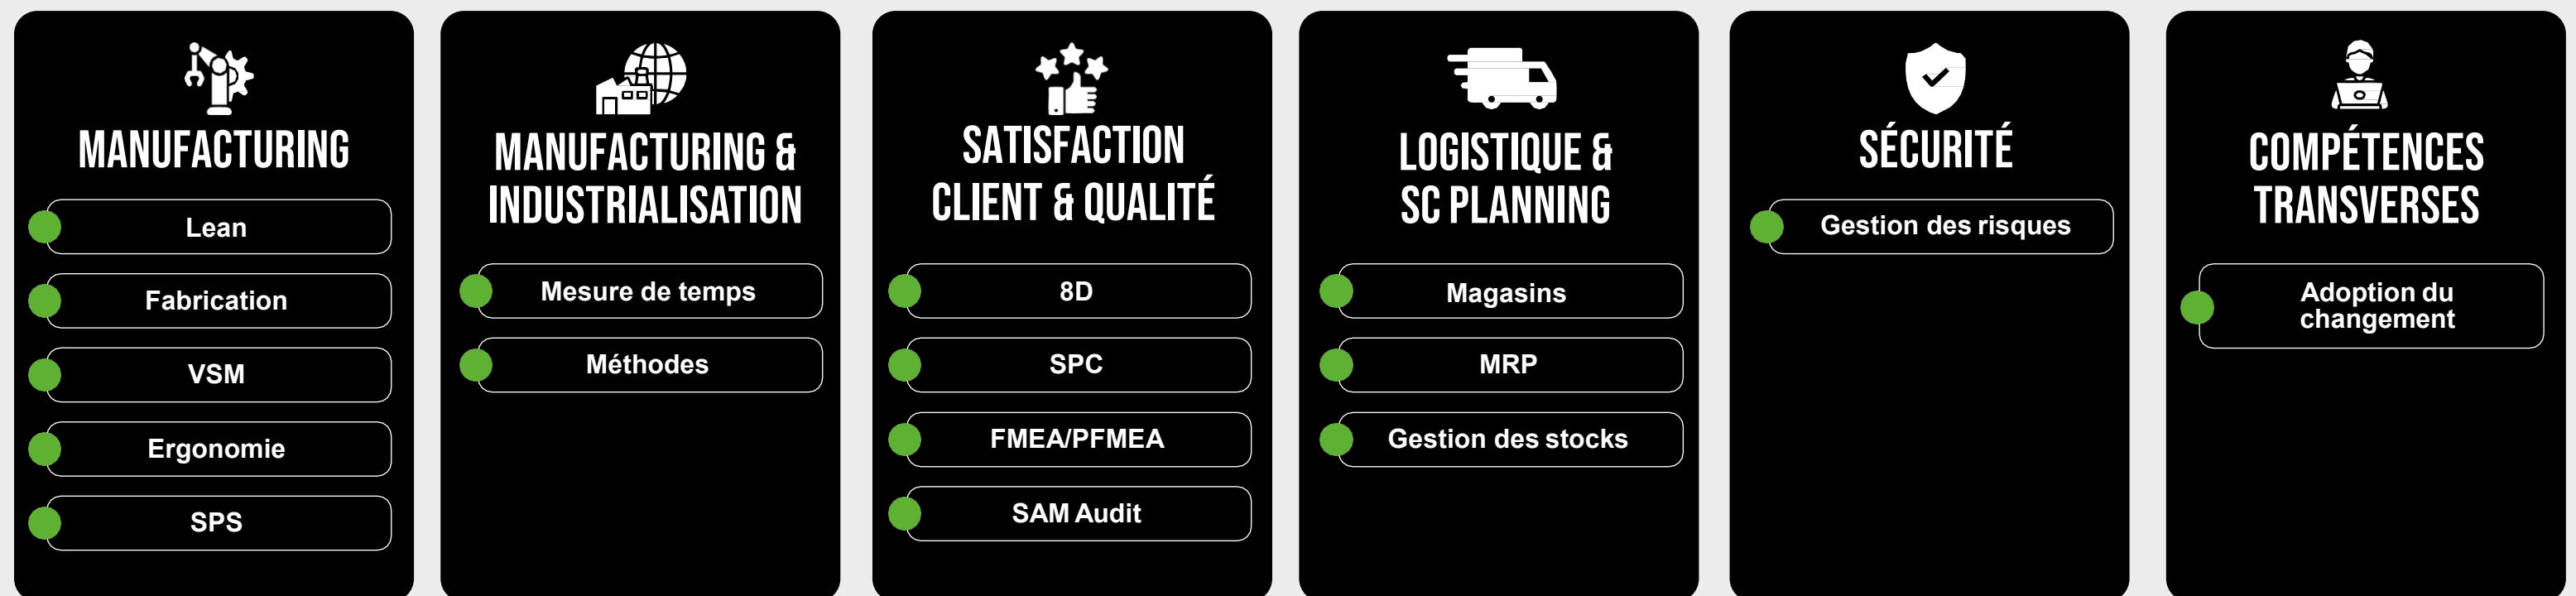 MANUFACTURING
Lean
Fabrication
VSM
Ergonomie
SPS
MANUFACTURING &
INDUSTRIALISATION
Mesure de temps
Méthodes
SATISFACTION
CLIENT & QUALITÉ
8D
SPC
FMEA/PFMEA
SAM Audit
LOGISTIQUE &
SC PLANNING
Magasins
MRP
Gestion des stocks
SÉCURITÉ
Gestion des risques
COMPÉTENCES
TRANSVERSES
Adoption du
changement